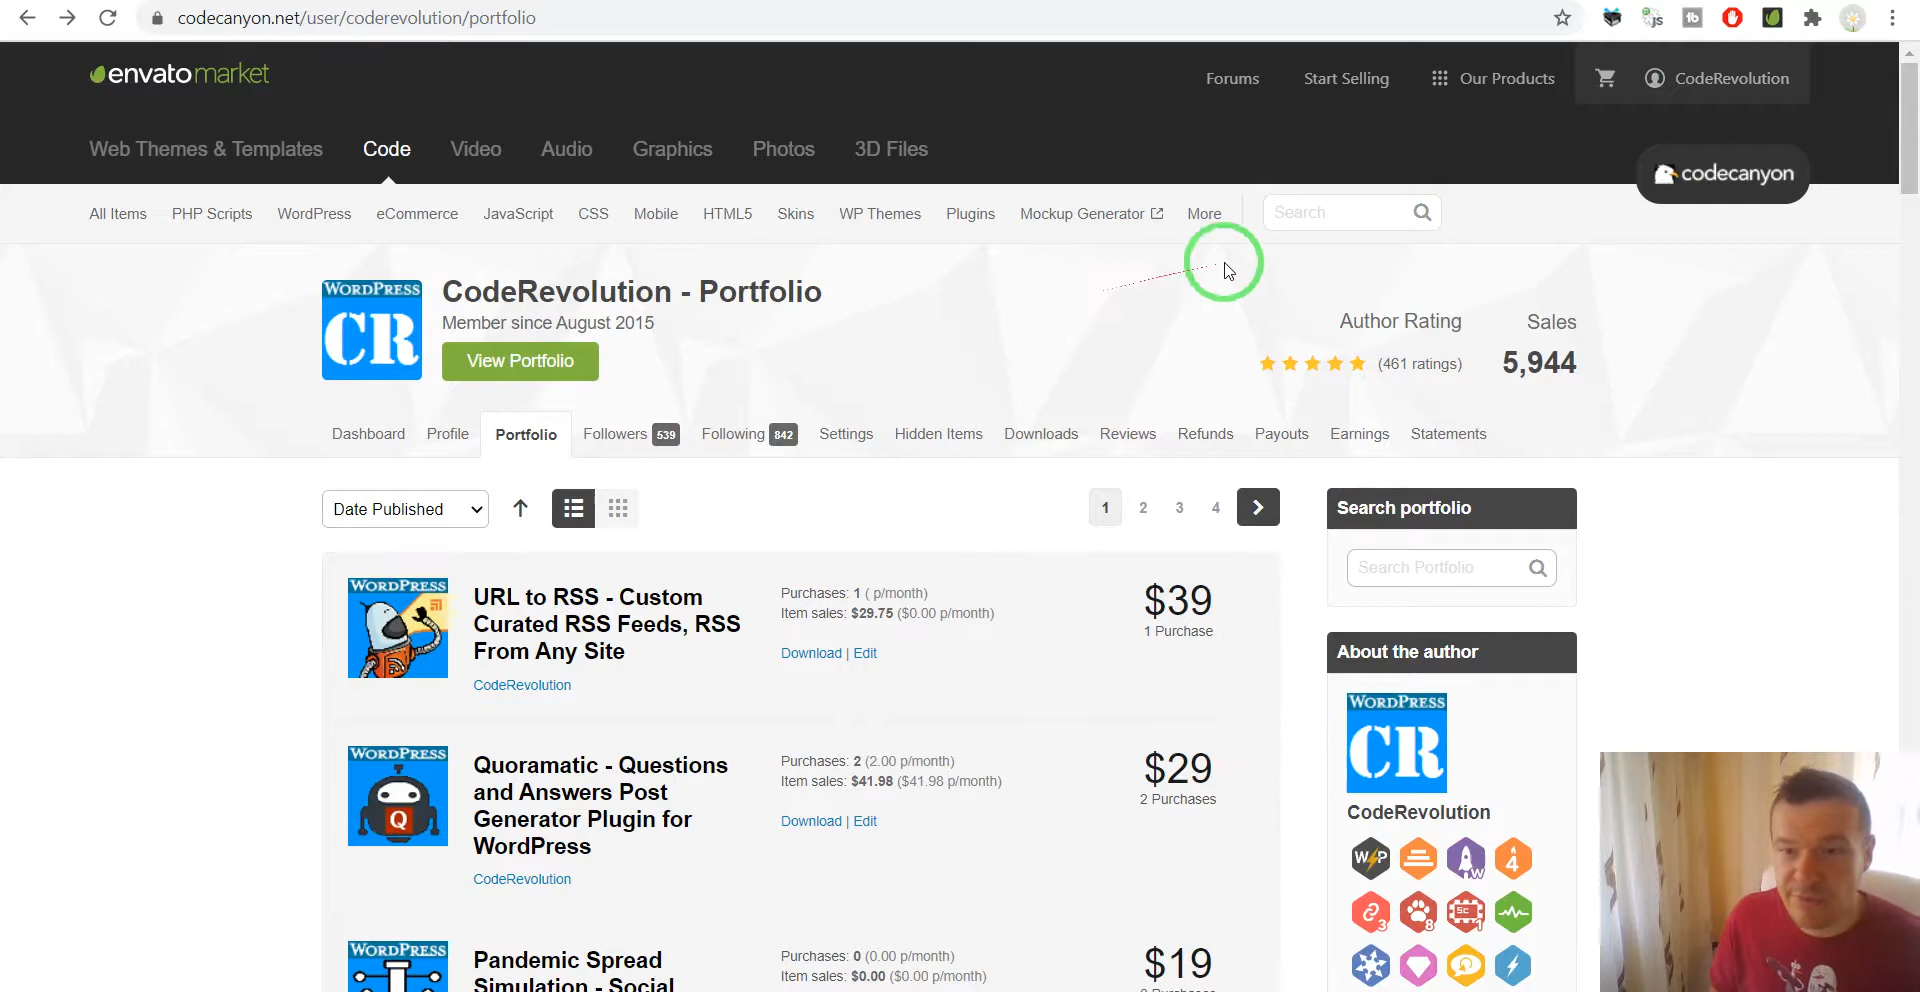 codecanyon.net/user/coderevolution/portfolio
envatomarket
Forums Start Selling Our Products CodeRevolution
Web Themes & Templates Code Video Audio Graphics Photos 3D Files
codecanyon
All Items PHP Scripts WordPress eCommerce JavaScript CSS Mobile HTML5 Skins WP Themes Plugins Mockup Generator More Search
WORDPRESS
CR
CodeRevolution - Portfolio
Member since August 2015
View Portfolio
Author Rating Sales
(461 ratings) 5,944
Dashboard Profile Portfolio Followers 539 Following 842 Settings Hidden Items Downloads Reviews Refunds Payouts Earnings Statements
Date Published
1 2 3 4
Search portfolio
Search Portfolio
WORDPRESS
URL to RSS - Custom
Curated RSS Feeds, RSS
From Any Site
CodeRevolution
Purchases: 1 ( p/month)
Item sales: $29.75 ($0.00 p/month)
Download | Edit
$39
1 Purchase
WORDPRESS
Q
Quoramatic - Questions
and Answers Post
Generator Plugin for
WordPress
CodeRevolution
Purchases: 2 (2.00 p/month)
Item sales: $41.98 ($41.98 p/month)
Download | Edit
$29
2 Purchases
WORDPRESS
Pandemic Spread
Simulation - Social
Purchases: 0 (0.00 p/month)
Item sales: $0.00 ($0.00 p/month)
$19
About the author
WORDPRESS
CR
CodeRevolution
W P
W
4
3
8
SC
1